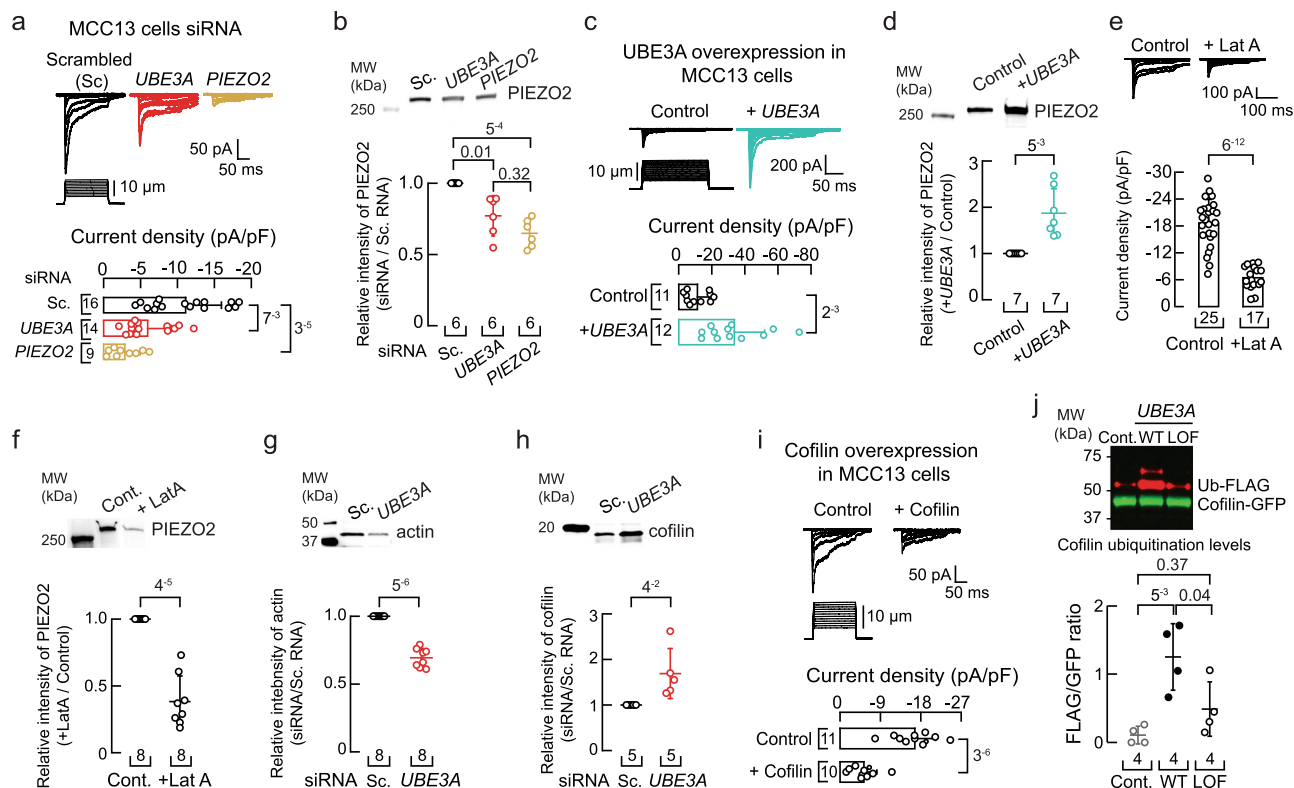 a
MCC13 cells siRNA
Scrambled
(Sc)
UBE3A
PIEZO2
50 pA
50 ms
10 µm
Current density (pA/pF)
siRNA
0 -5 -10 -15 -20
Sc. 16
UBE3A 14
PIEZO2 9
7⁻³
3⁻⁵
b
MW
(kDa)
Sc. UBE3A PIEZO2
250
PIEZO2
Relative intensity of PIEZO2
(siRNA / Sc. RNA)
5⁻⁴
0.01
0.32
1.0
0.5
0
6 6 6
siRNA Sc. UBE3A PIEZO2
c
UBE3A overexpression in
MCC13 cells
Control
+ UBE3A
10 µm
200 pA
50 ms
Current density (pA/pF)
0 -20 -40 -60 -80
Control 11
+UBE3A 12
2⁻³
d
MW
(kDa)
Control +UBE3A
250
PIEZO2
Relative intensity of PIEZO2
(+UBE3A / Control)
5⁻³
3
2
1
0
7 7
Control +UBE3A
e
Control + Lat A
100 pA
100 ms
6⁻¹²
Current density (pA/pF)
-30
-24
-18
-12
-6
0
25 17
Control +Lat A
f
MW
(kDa)
Cont. + LatA
250
PIEZO2
Relative intensity of PIEZO2
(+LatA / Control)
4⁻⁵
1.0
0.5
0
8 8
Cont. +Lat A
g
MW
(kDa)
Sc. UBE3A
50
37
actin
Relative intebnsity of actin
(siRNA/Sc. RNA)
5⁻⁶
1.0
0.5
0
8 8
siRNA Sc. UBE3A
h
MW
(kDa)
Sc. UBE3A
20
cofilin
Relative intensity of cofilin
(siRNA/Sc. RNA)
4⁻²
3
2
1
0
5 5
siRNA Sc. UBE3A
i
Cofilin overexpression
in MCC13 cells
Control + Cofilin
50 pA
50 ms
10 µm
Current density (pA/pF)
0 -9 -18 -27
Control 11
+ Cofilin 10
3⁻⁶
j
UBE3A
MW
(kDa)
Cont. WT LOF
75
50
37
Ub-FLAG
Cofilin-GFP
Cofilin ubiquitination levels
0.37
5⁻³ 0.04
FLAG/GFP ratio
2
1
0
4 4 4
Cont. WT LOF